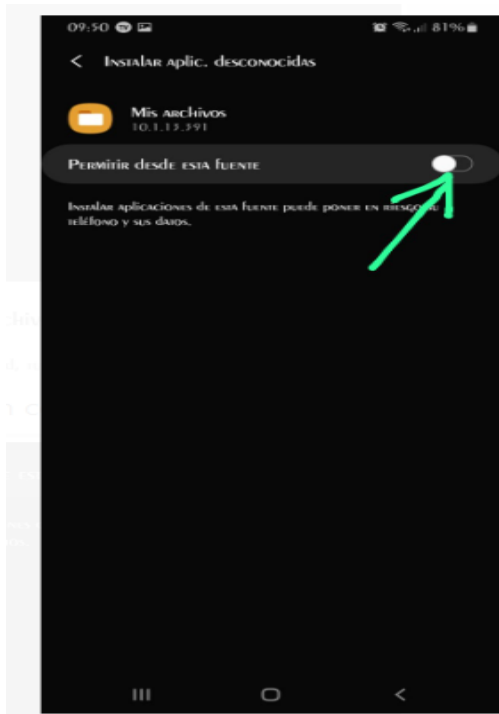 09:50
81%
Instalar aplic. desconocidas
Mis archivos
10.1.13.391
Permitir desde esta fuente
Instalar aplicaciones de esta fuente puede poner en riesgo su
teléfono y sus datos.